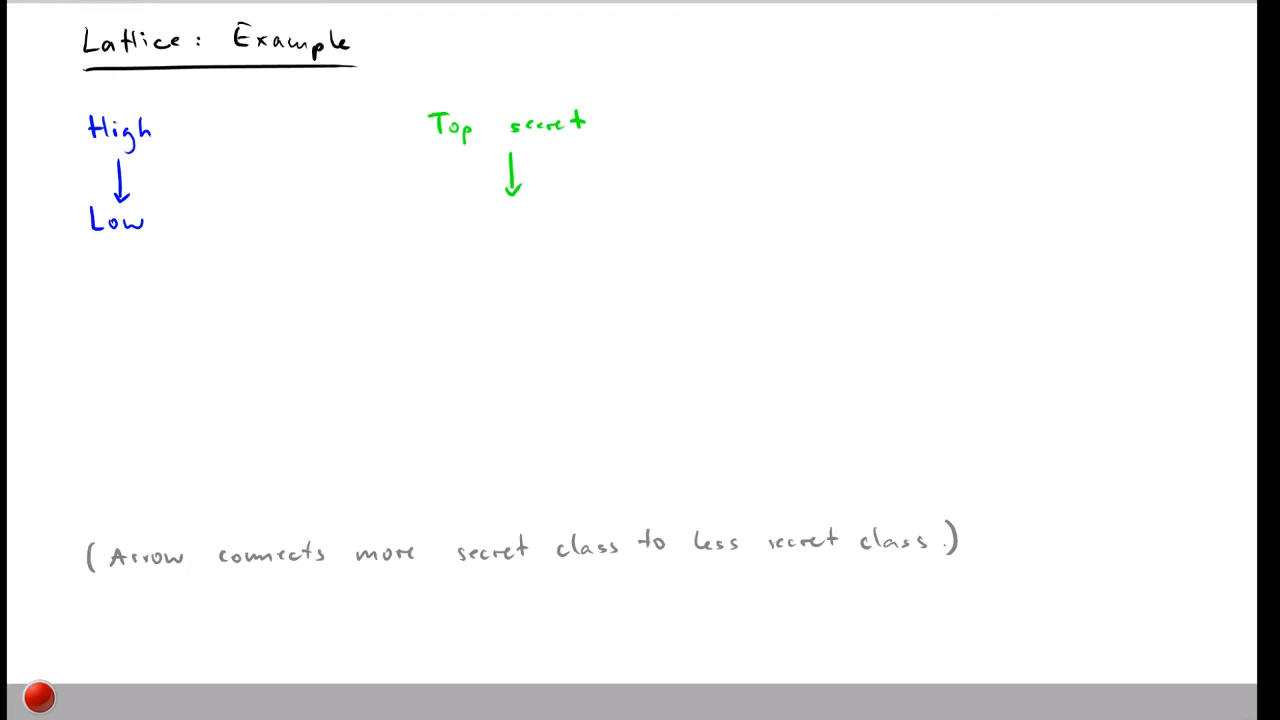 Lattice: Example
High
Top secret
Low
(Arrow connects more secret class to less secret class.)